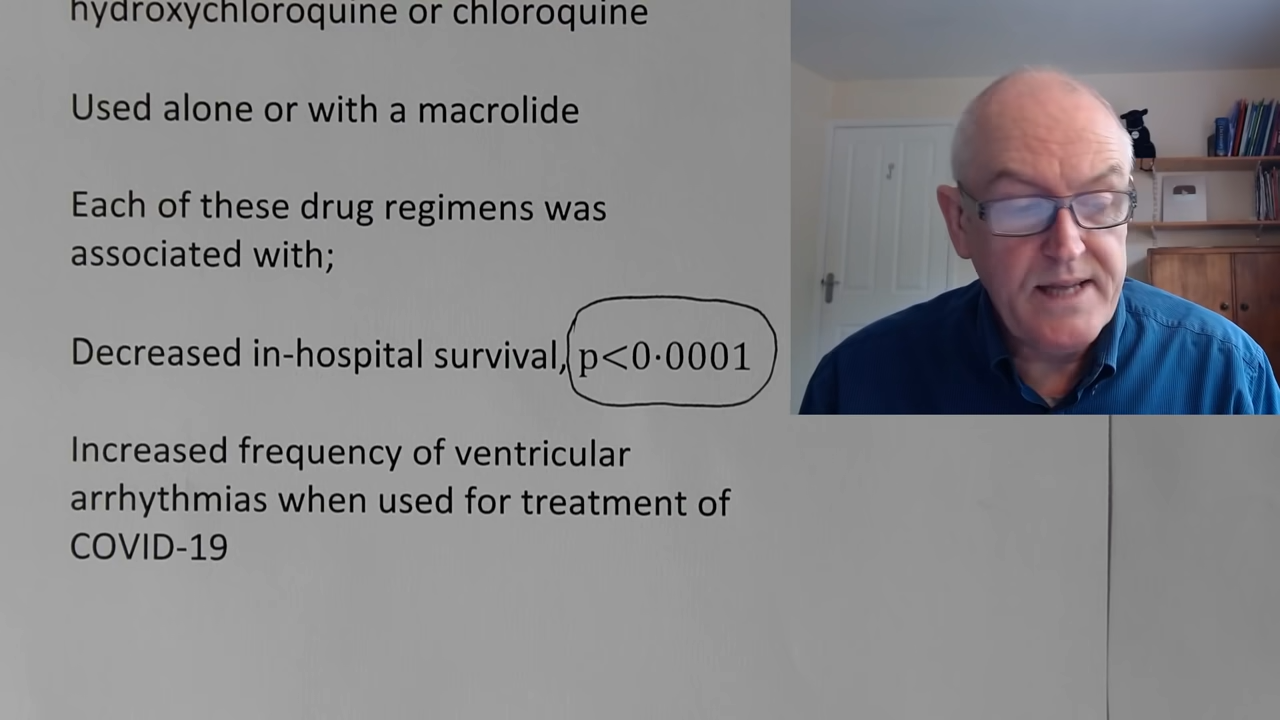 hydroxychloroquine or chloroquine
Used alone or with a macrolide
Each of these drug regimens was
associated with;
Decreased in-hospital survival, p<0·0001
Increased frequency of ventricular
arrhythmias when used for treatment of
COVID-19